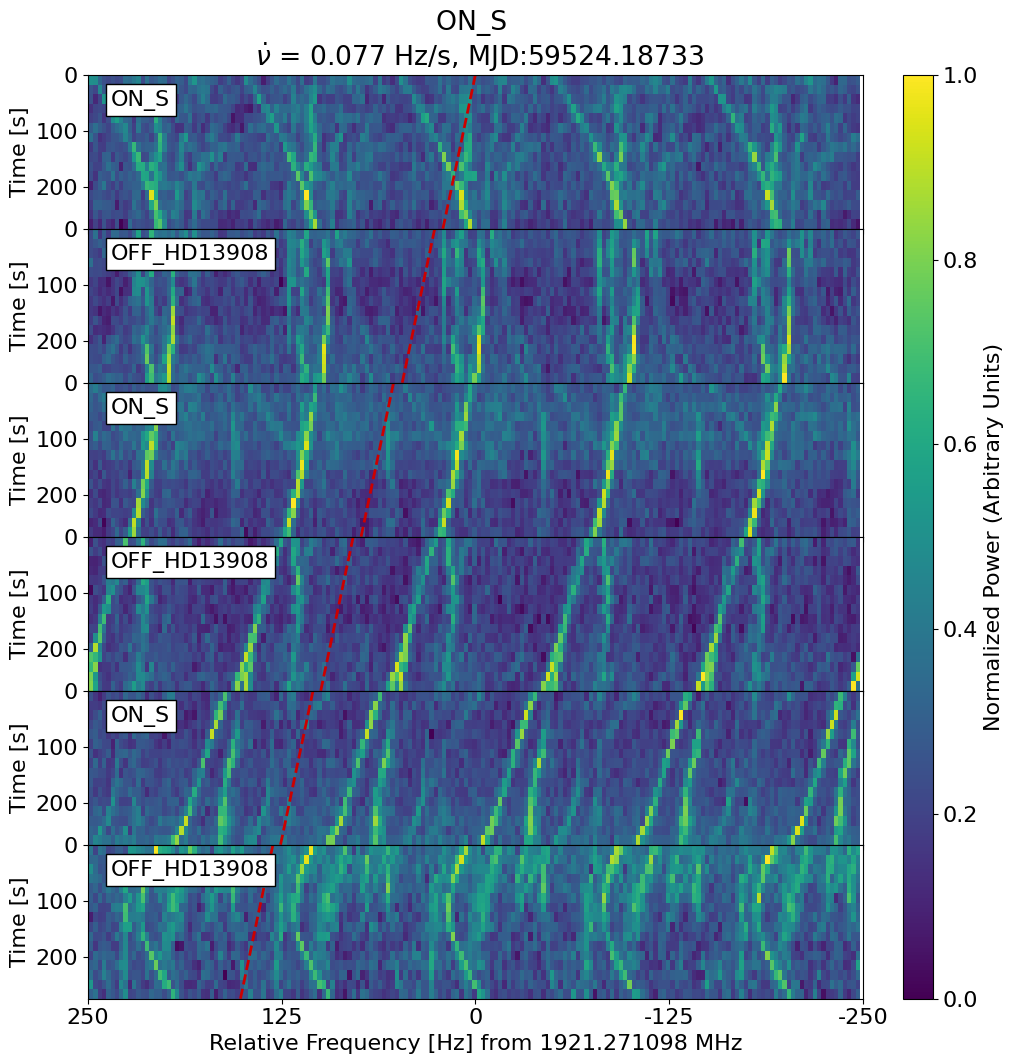 ON_S
ν̇ = 0.077 Hz/s, MJD:59524.18733
0
100
200
Time [s]
ON_S
0
100
200
Time [s]
OFF_HD13908
0
100
200
Time [s]
ON_S
0
100
200
Time [s]
OFF_HD13908
0
100
200
Time [s]
ON_S
0
100
200
Time [s]
OFF_HD13908
250
125
0
-125
-250
Relative Frequency [Hz] from 1921.271098 MHz
1.0
0.8
0.6
0.4
0.2
0.0
Normalized Power (Arbitrary Units)